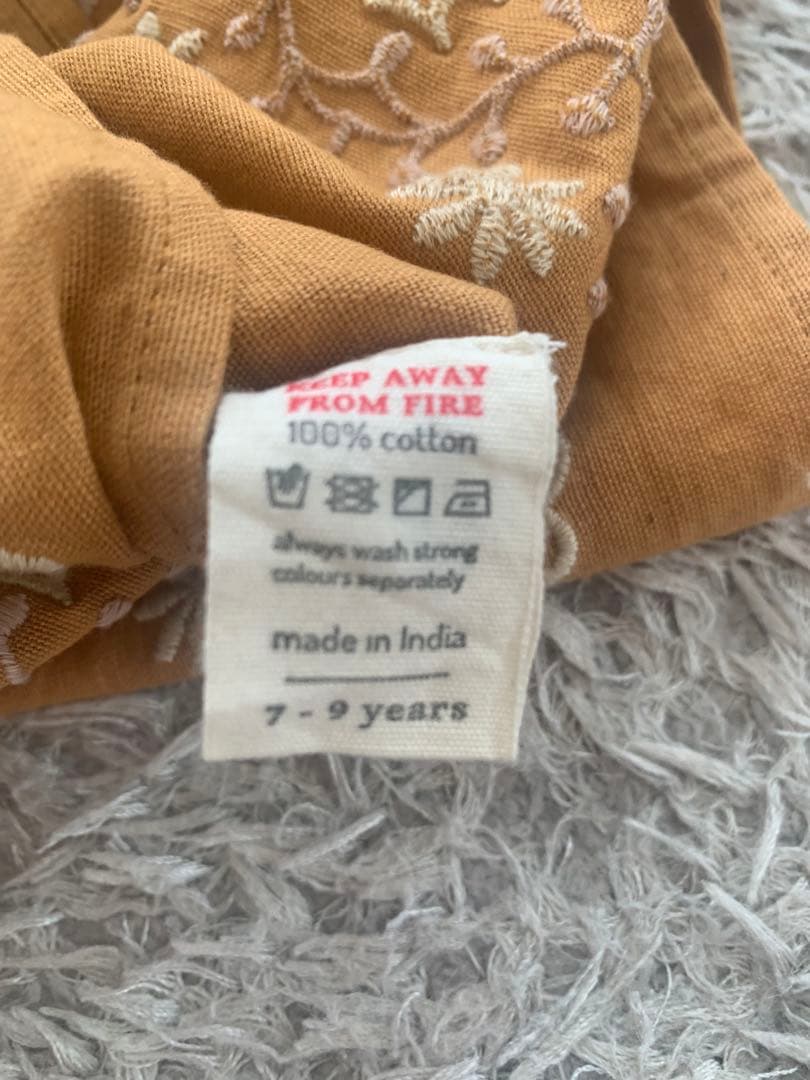 KEEP AWAY
FROM FIRE
100% cotton
always wash strong
colours separately
made in India
7 - 9 years